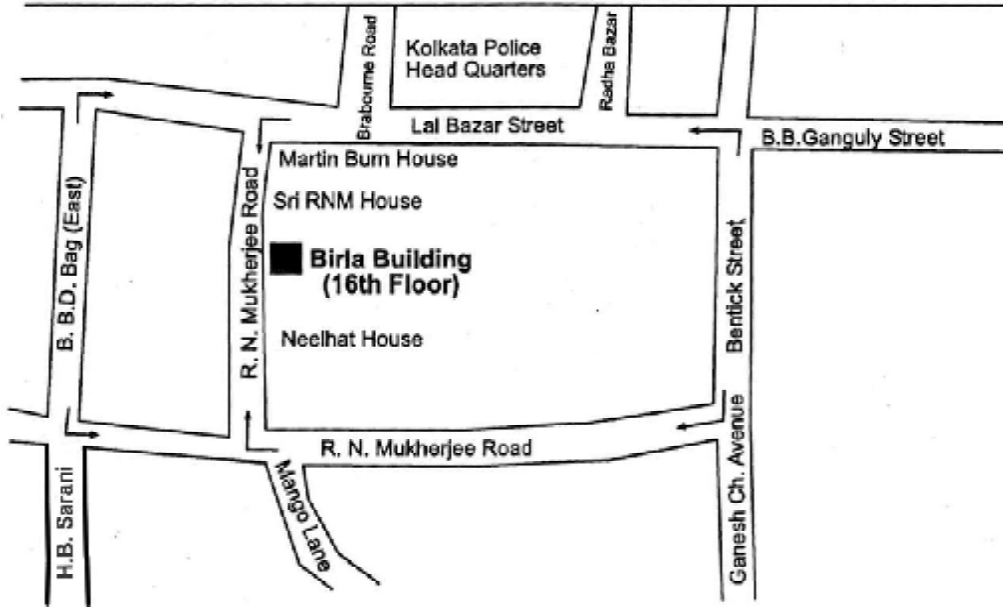 Brabourne Road
Kolkata Police
Head Quarters
Radha Bazar
Lal Bazar Street
B.B.Ganguly Street
Martin Burn House
Sri RNM House
Birla Building
(16th Floor)
Neelhat House
B. B.D. Bag (East)
R. N. Mukherjee Road
Bentick Street
R. N. Mukherjee Road
Mango Lane
H.B. Sarani
Ganesh Ch. Avenue